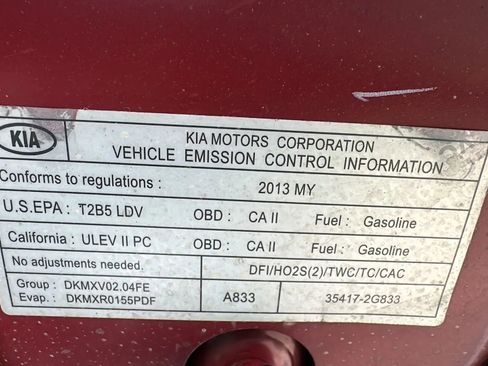 KIA
KIA MOTORS CORPORATION
VEHICLE EMISSION CONTROL INFORMATION
Conforms to regulations : 2013 MY
U.S.EPA : T2B5 LDV OBD : CA II Fuel : Gasoline
California : ULEV II PC OBD : CA II Fuel : Gasoline
No adjustments needed. DFI/HO2S(2)/TWC/TC/CAC
Group : DKMXV02.04FE
Evap. : DKMXR0155PDF A833 35417-2G833